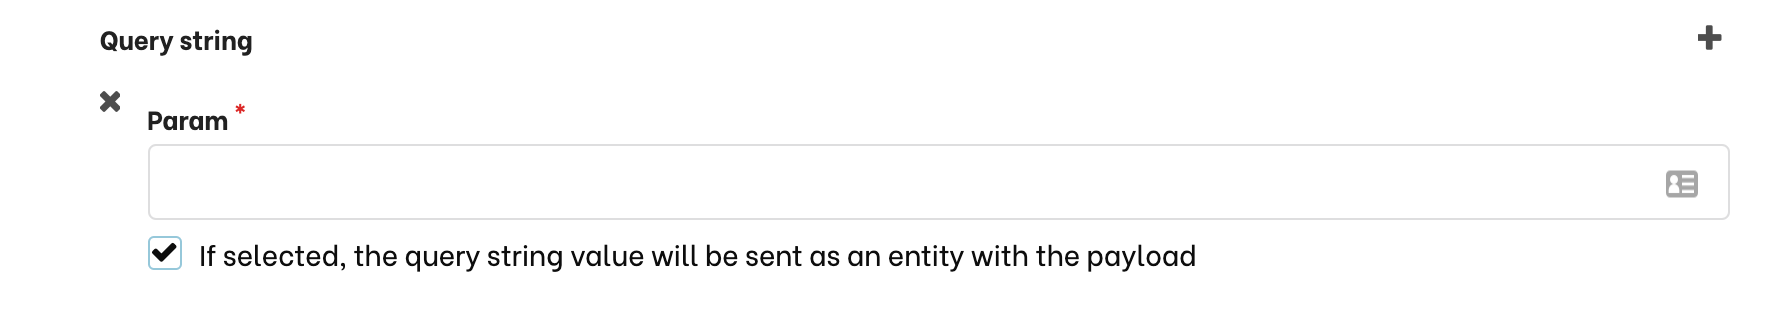 Query string
Param *
If selected, the query string value will be sent as an entity with the payload